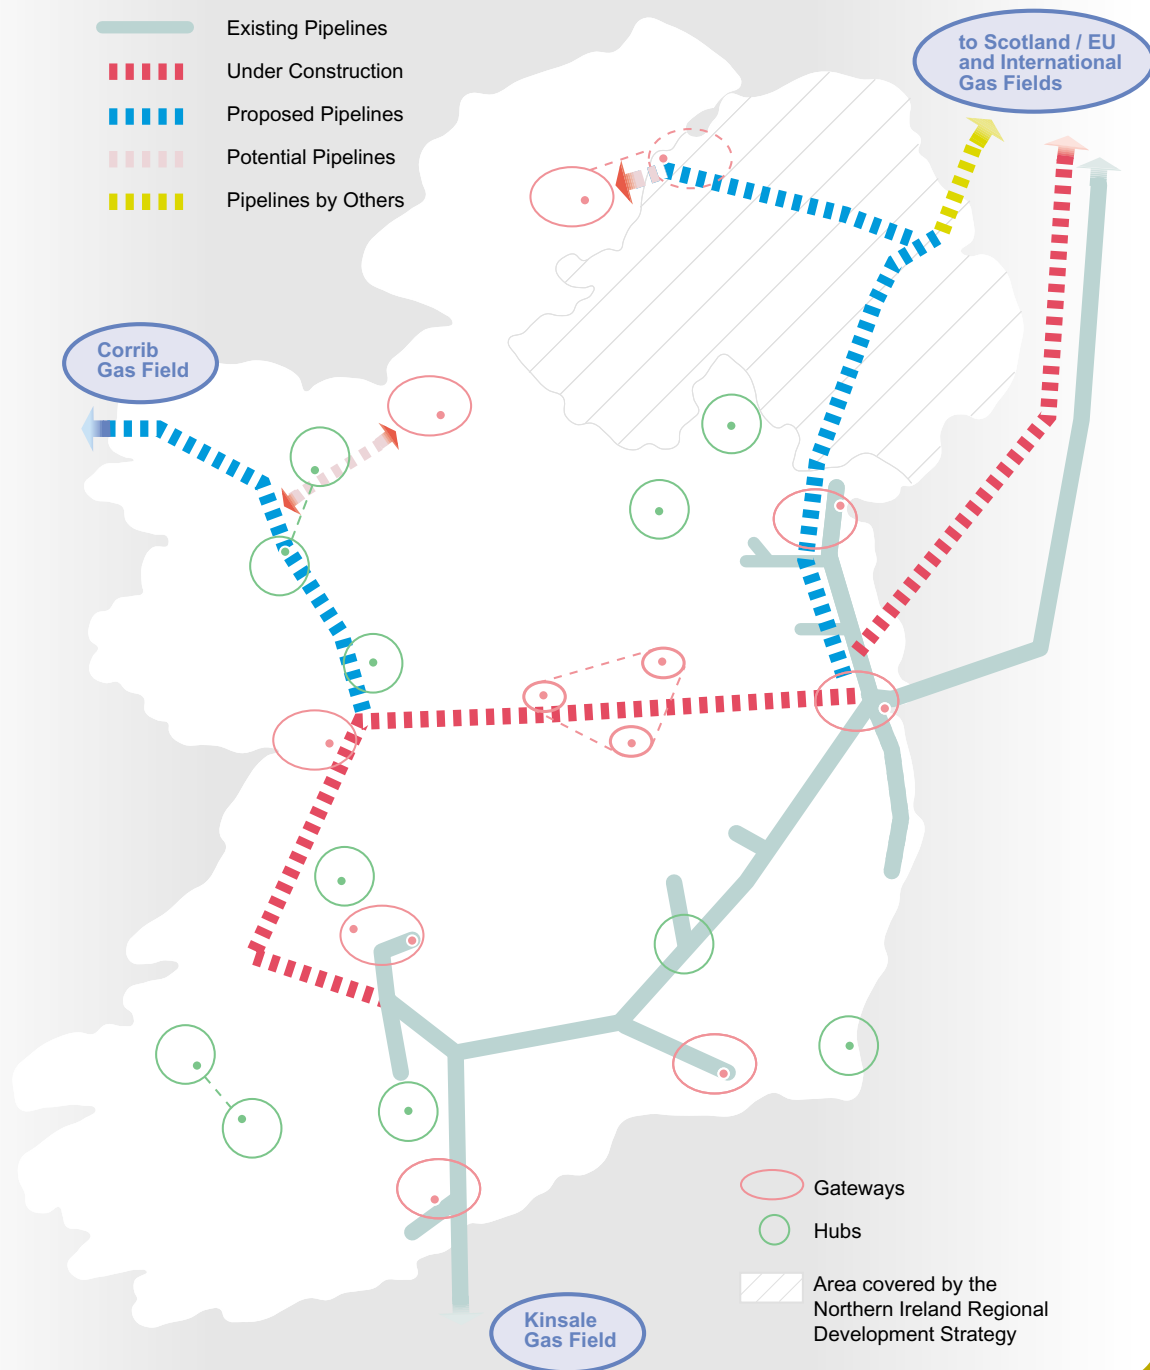 Existing Pipelines
Under Construction
Proposed Pipelines
Potential Pipelines
Pipelines by Others
to Scotland / EU
and International
Gas Fields
Corrib
Gas Field
Gateways
Hubs
Area covered by the
Northern Ireland Regional
Development Strategy
Kinsale
Gas Field